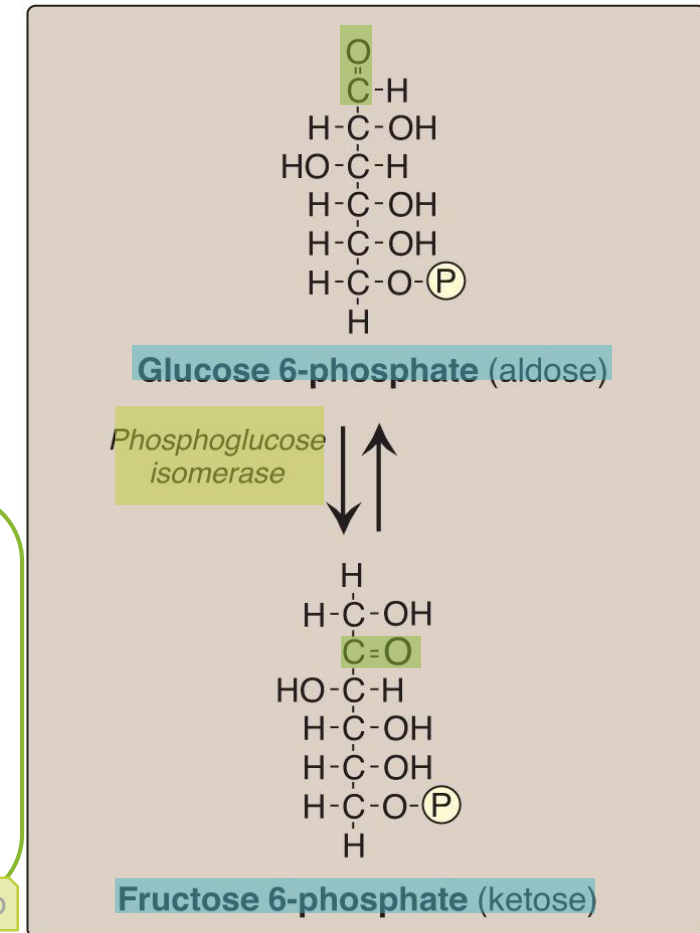 O
C-H
H-C-OH
HO-C-H
H-C-OH
H-C-OH
H-C-O-P
H
Glucose 6-phosphate (aldose)
Phosphoglucose
isomerase
H
H-C-OH
C=O
HO-C-H
H-C-OH
H-C-OH
H-C-O-P
H
Fructose 6-phosphate (ketose)